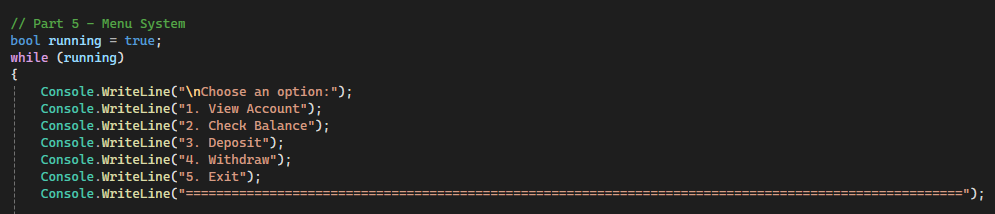 // Part 5 - Menu System
bool running = true;
while (running)
{
Console.WriteLine("\nChoose an option:");
Console.WriteLine("1. View Account");
Console.WriteLine("2. Check Balance");
Console.WriteLine("3. Deposit");
Console.WriteLine("4. Withdraw");
Console.WriteLine("5. Exit");
Console.WriteLine("======================================================================================================");